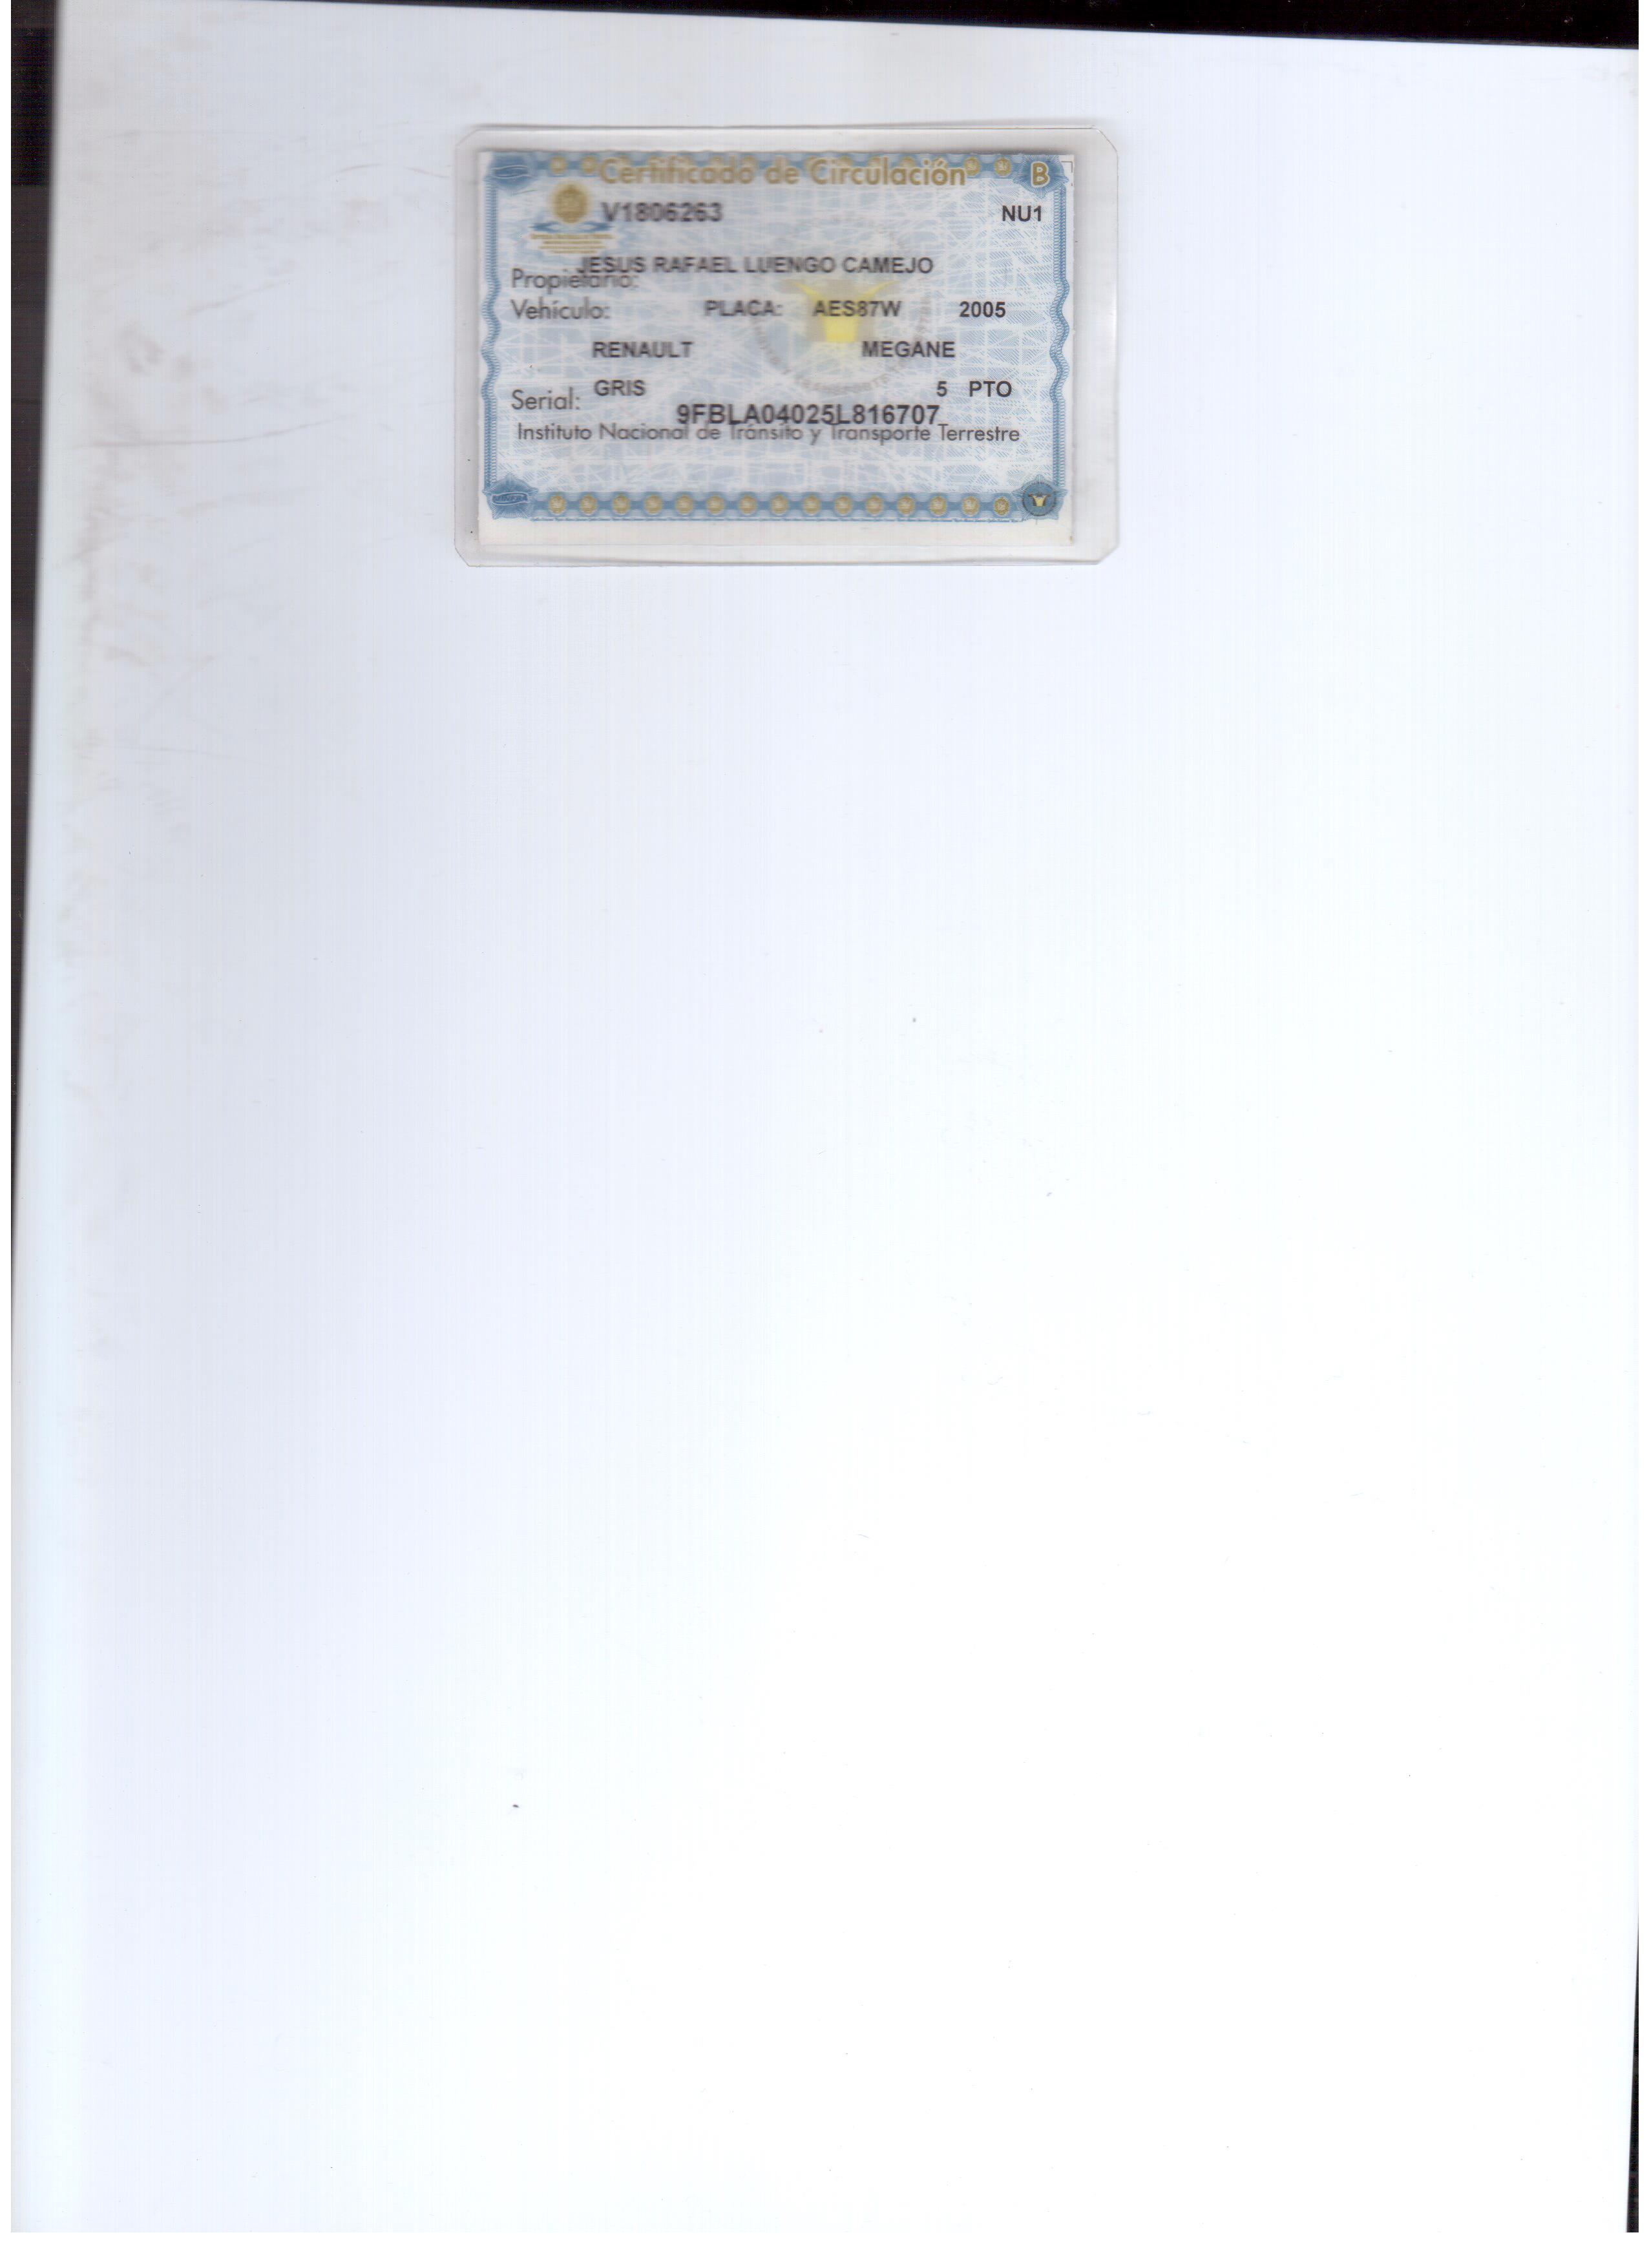 Certificado de Circulación B
V1806263 NU1
JESUS RAFAEL LUENGO CAMEJO
Propietario:
Vehículo: PLACA: AES87W 2005
RENAULT MEGANE
GRIS 5 PTO
Serial:
9FBLA04025L816707
Instituto Nacional de Tránsito y Transporte Terrestre